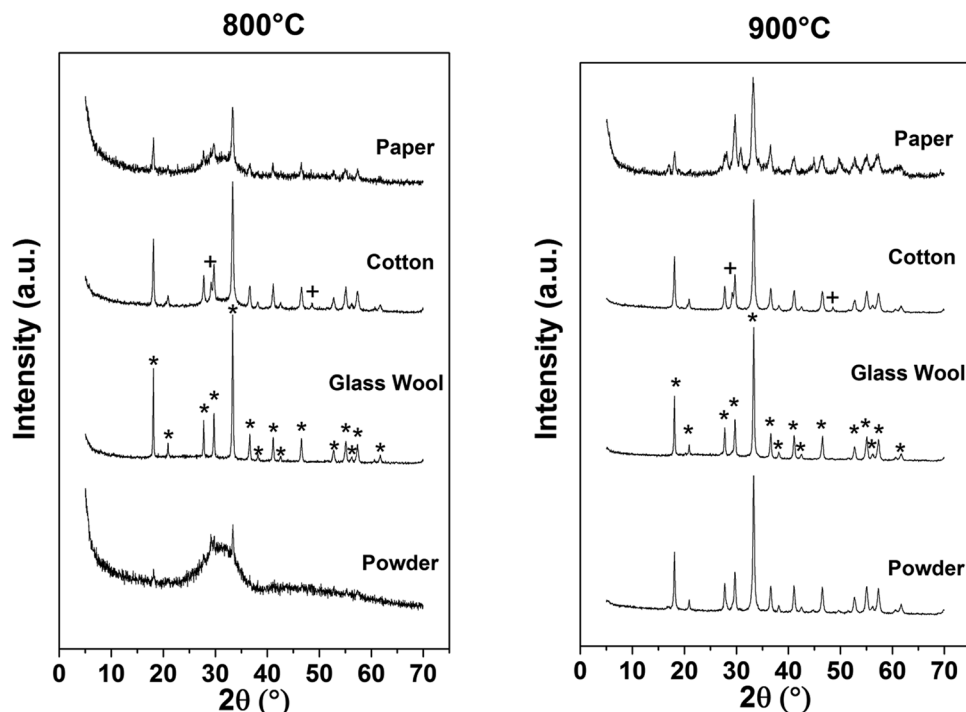 800°C
Intensity (a.u.)
Paper
Cotton
+
+
Glass Wool
* * * * * * * * * * * * * *
Powder
0 10 20 30 40 50 60 70
2θ (°)
900°C
Intensity (a.u.)
Paper
Cotton
+
+
Glass Wool
* * * * * * * * * * * * * *
Powder
0 10 20 30 40 50 60 70
2θ (°)